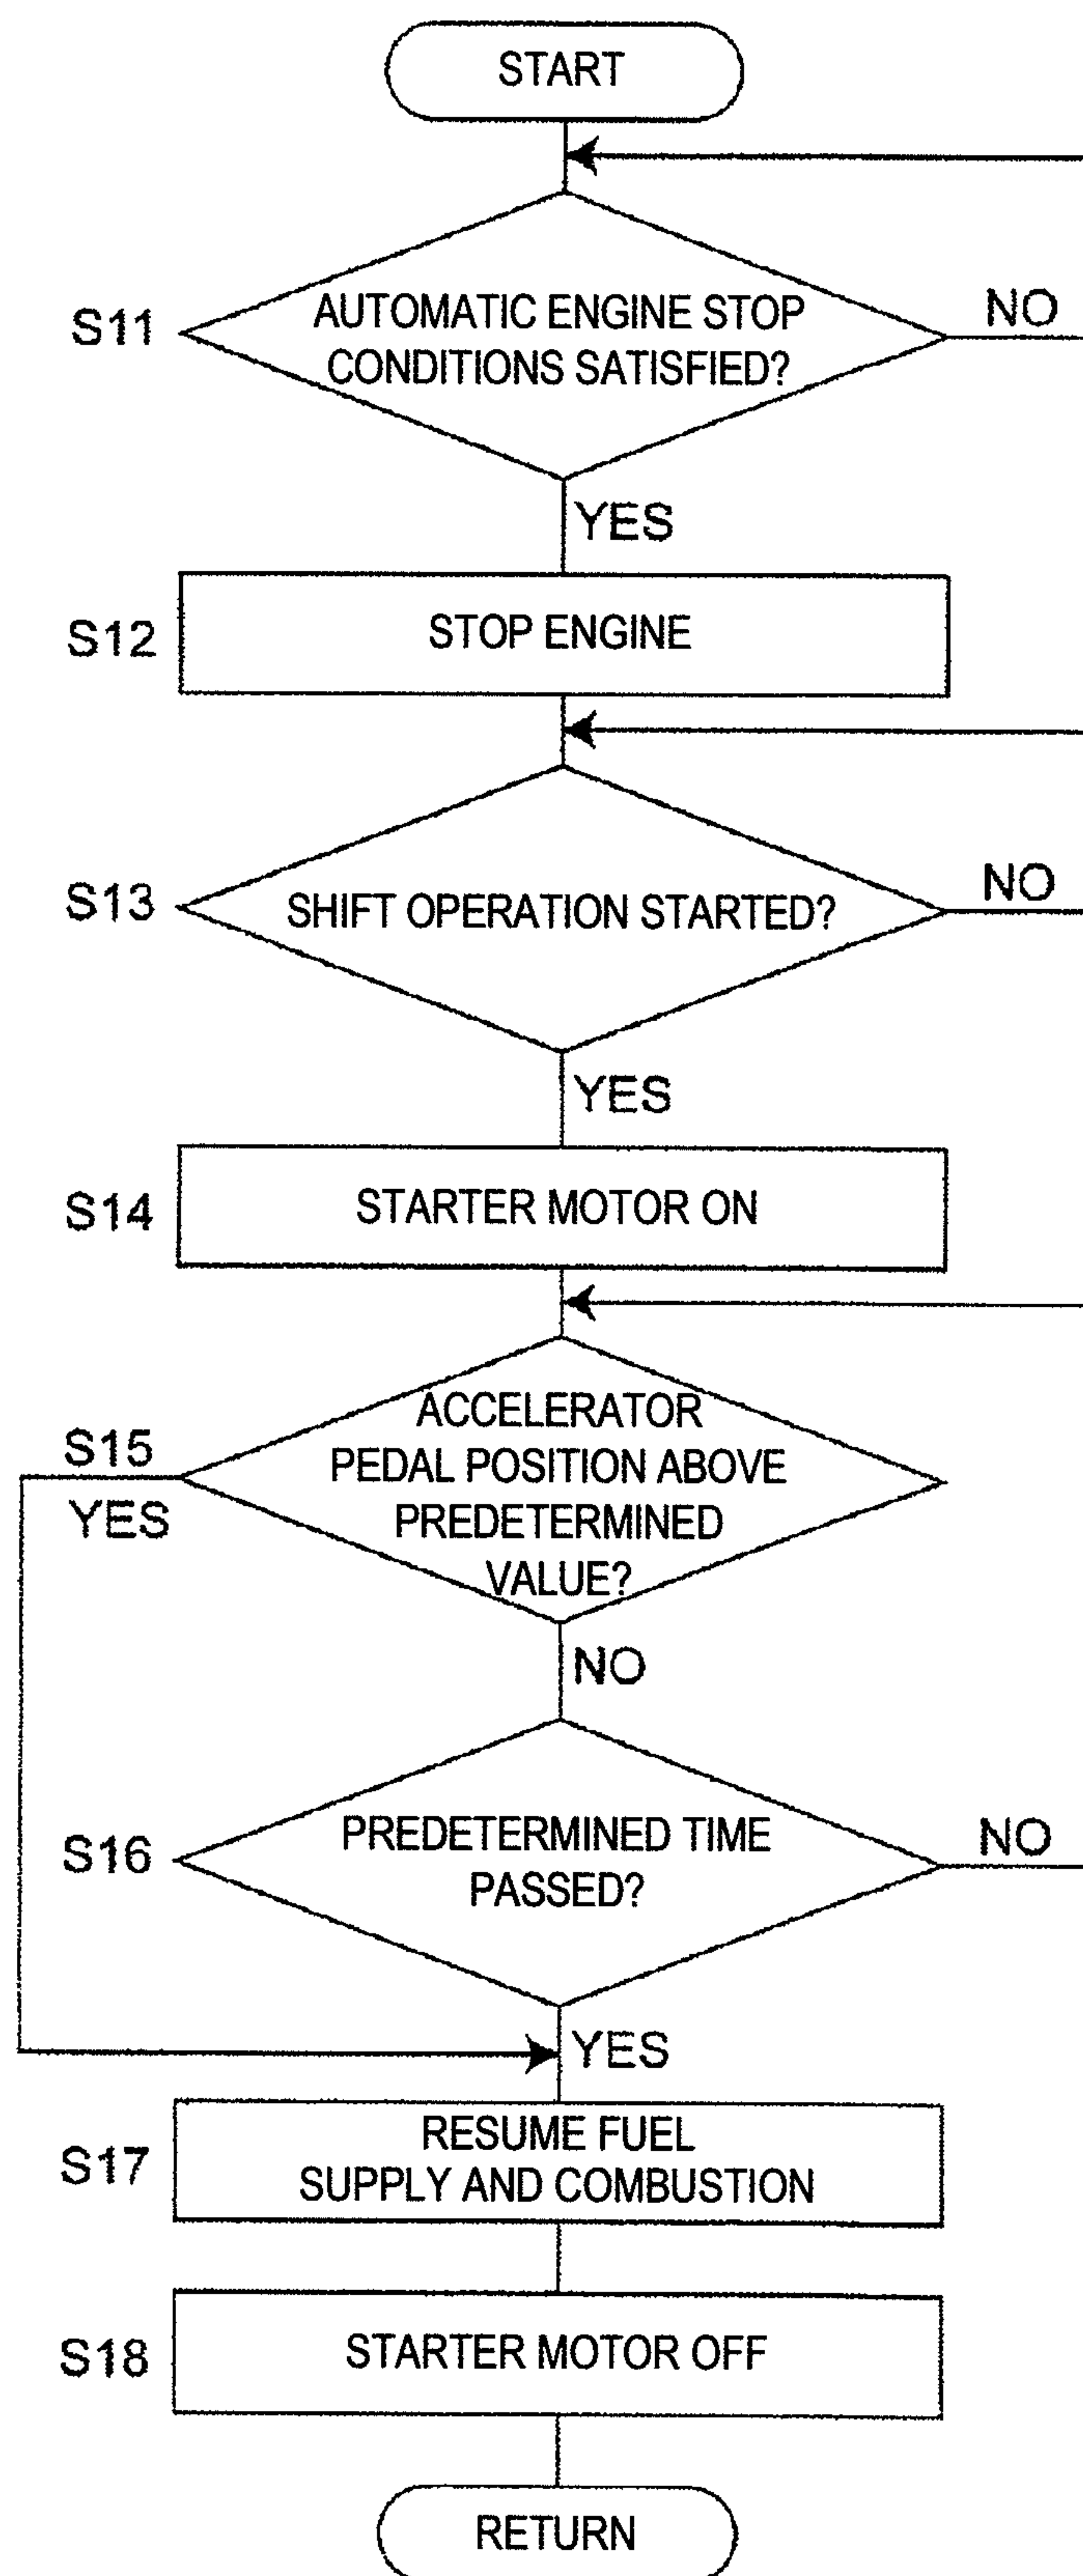 START
S11
AUTOMATIC ENGINE STOP
CONDITIONS SATISFIED?
NO
YES
S12
STOP ENGINE
S13
SHIFT OPERATION STARTED?
NO
YES
S14
STARTER MOTOR ON
S15
YES
ACCELERATOR
PEDAL POSITION ABOVE
PREDETERMINED
VALUE?
NO
S16
PREDETERMINED TIME
PASSED?
NO
YES
S17
RESUME FUEL
SUPPLY AND COMBUSTION
S18
STARTER MOTOR OFF
RETURN